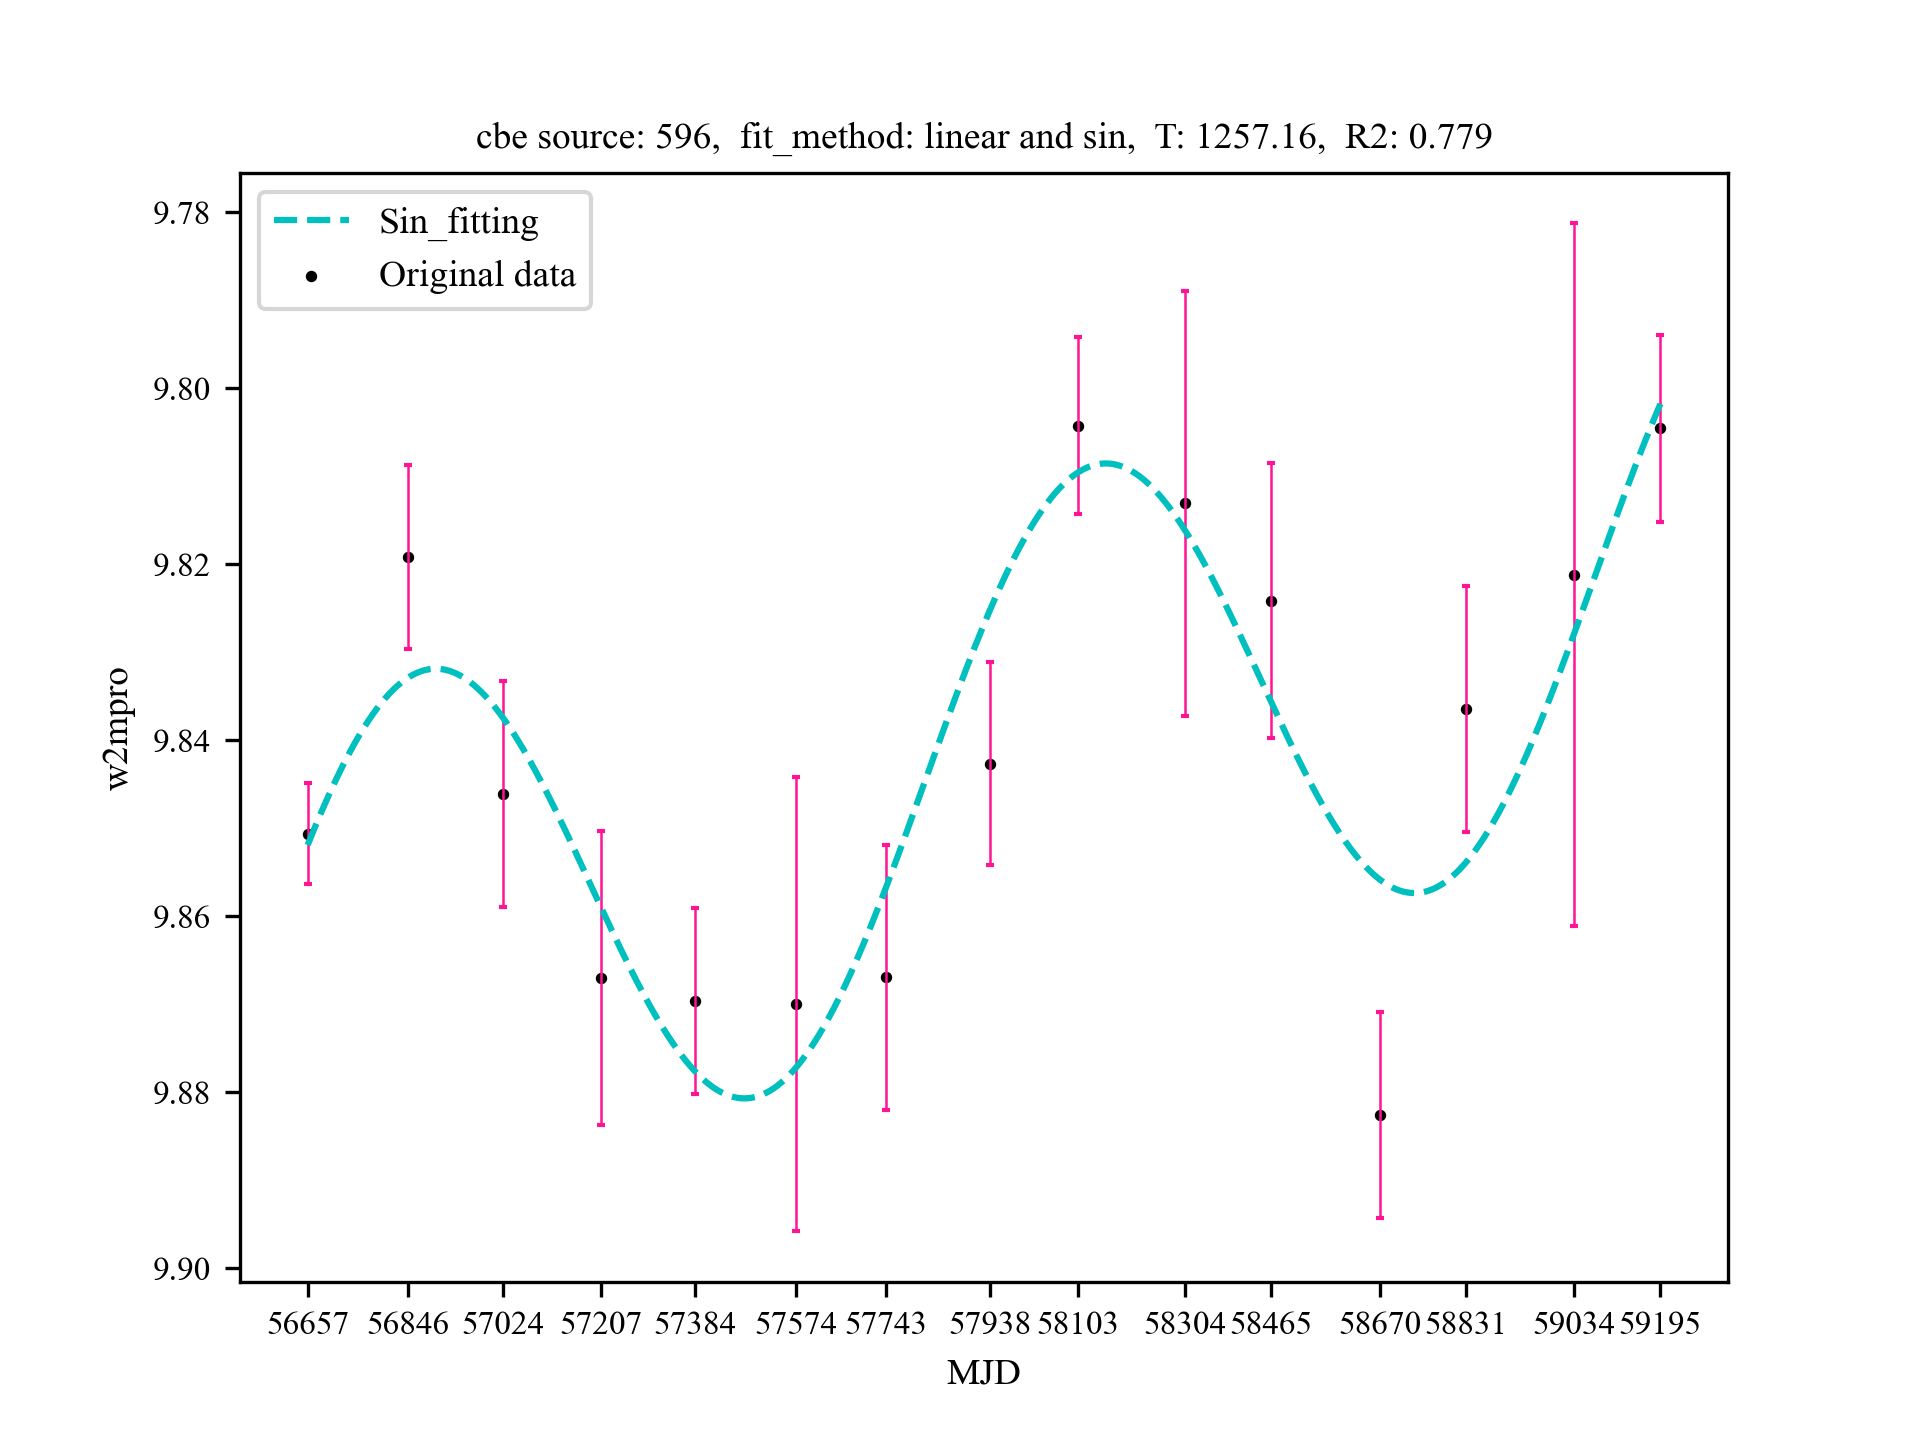 cbe source: 596,  fit_method: linear and sin,  T: 1257.16,  R2: 0.779
Sin_fitting
Original data
9.78
9.80
9.82
9.84
9.86
9.88
9.90
w2mpro
56657 56846 57024 57207 57384 57574 57743 57938 58103 58304 58465 58670 58831 59034 59195
MJD